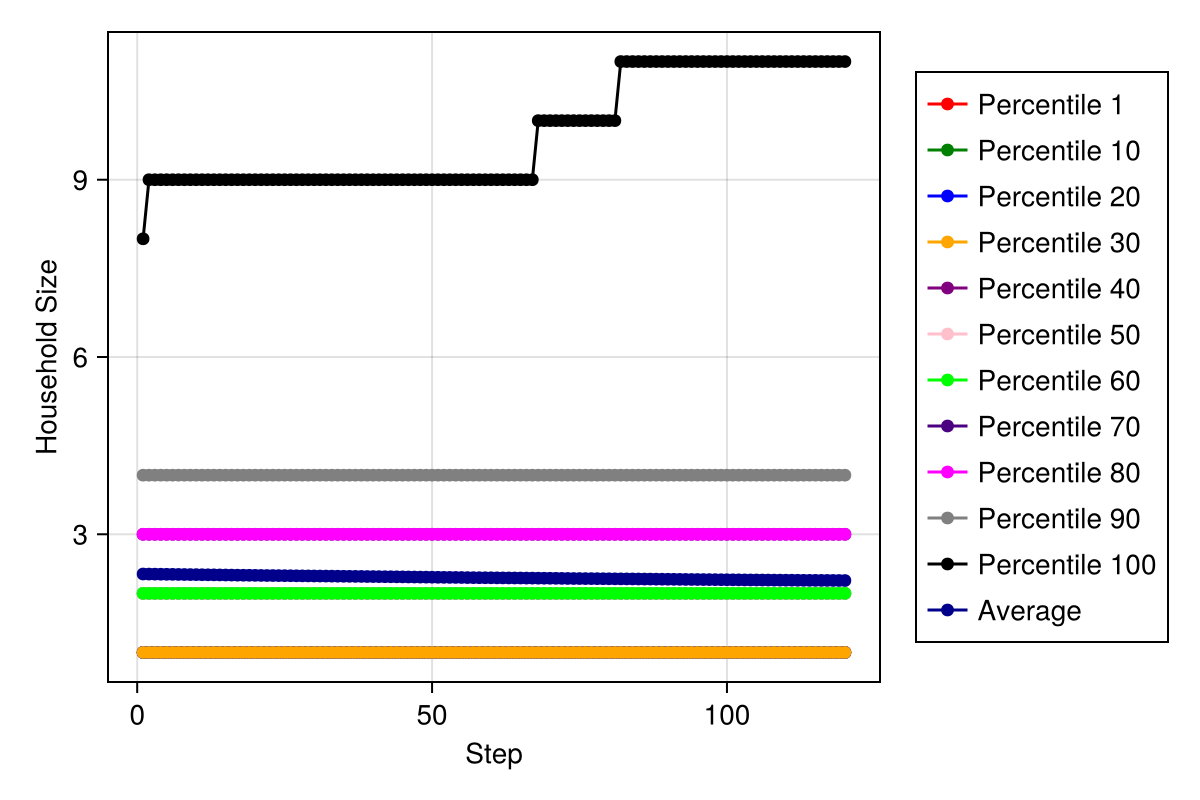 9
6
3
0
50
100
Household Size
Step
Percentile 1
Percentile 10
Percentile 20
Percentile 30
Percentile 40
Percentile 50
Percentile 60
Percentile 70
Percentile 80
Percentile 90
Percentile 100
Average